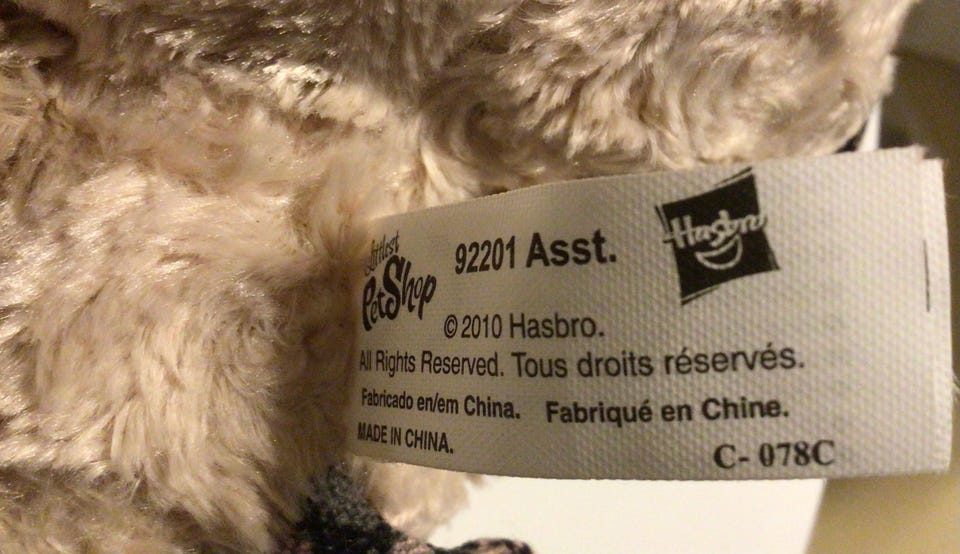 Littlest
PetShop
92201 Asst.
Hasbro
© 2010 Hasbro.
All Rights Reserved. Tous droits réservés.
Fabricado en/em China. Fabriqué en Chine.
MADE IN CHINA.
C- 078C